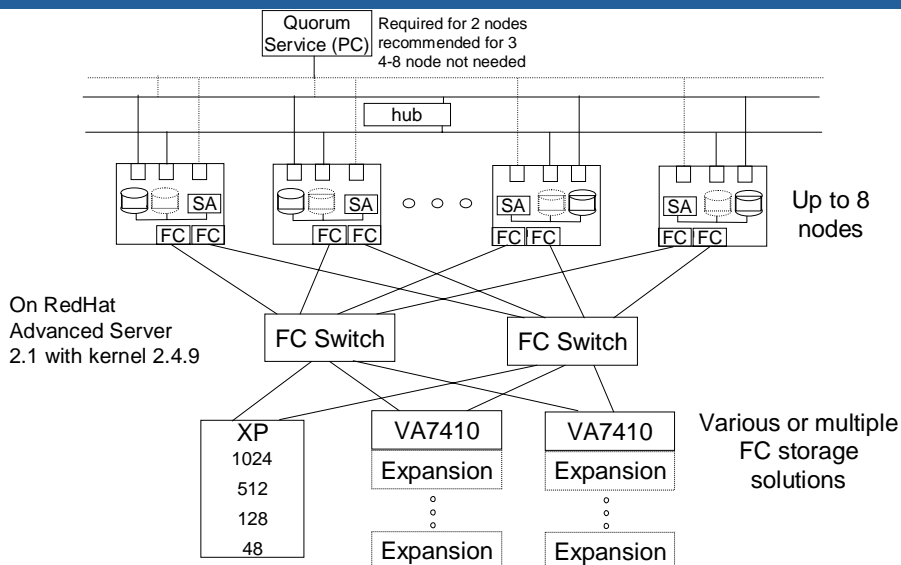 Quorum
Service (PC)
Required for 2 nodes
recommended for 3
4-8 node not needed
hub
SA
SA
SA
SA
FC FC
FC FC
FC FC
FC FC
Up to 8
nodes
On RedHat
Advanced Server
2.1 with kernel 2.4.9
FC Switch
FC Switch
XP
1024
512
128
48
VA7410
Expansion
Expansion
VA7410
Expansion
Expansion
Various or multiple
FC storage
solutions